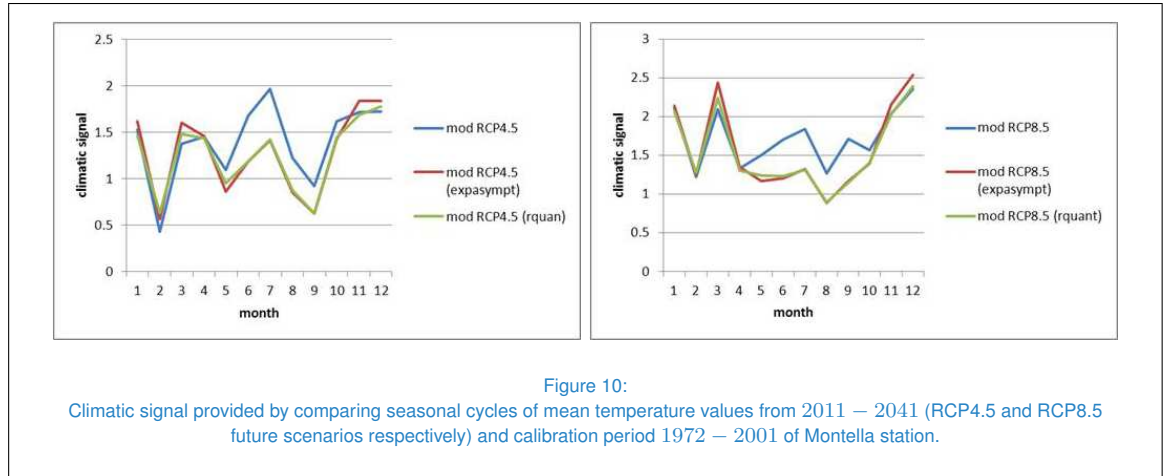 2.5
2
1.5
1
0.5
0
climatic signal
1 2 3 4 5 6 7 8 9 10 11 12
month
mod RCP4.5
mod RCP4.5
(expasympt)
mod RCP4.5 (rquan)
3
2.5
2
1.5
1
0.5
0
climatic signal
1 2 3 4 5 6 7 8 9 10 11 12
month
mod RCP8.5
mod RCP8.5
(expasympt)
mod RCP8.5 (rquant)
Figure 10:
Climatic signal provided by comparing seasonal cycles of mean temperature values from 2011 − 2041 (RCP4.5 and RCP8.5
future scenarios respectively) and calibration period 1972 − 2001 of Montella station.